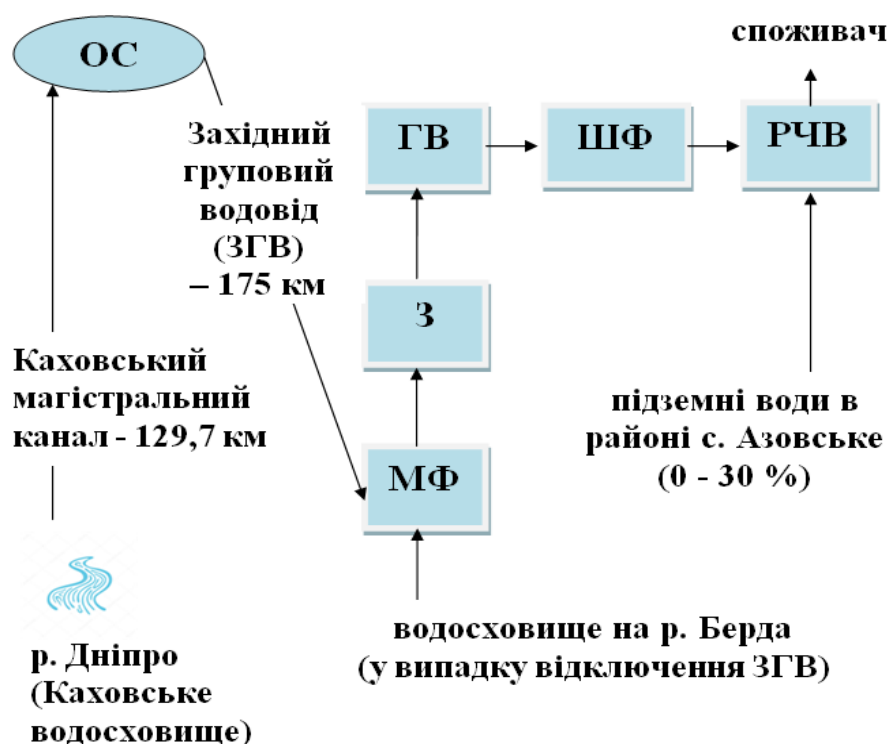 ОС
Західний
груповий
водовід
(ЗГВ)
– 175 км
Каховський
магістральний
канал - 129,7 км
р. Дніпро
(Каховське
водосховище)
ГВ
ШФ
РЧВ
споживач
З
МФ
підземні води в
районі с. Азовське
(0 - 30 %)
водосховище на р. Берда
(у випадку відключення ЗГВ)